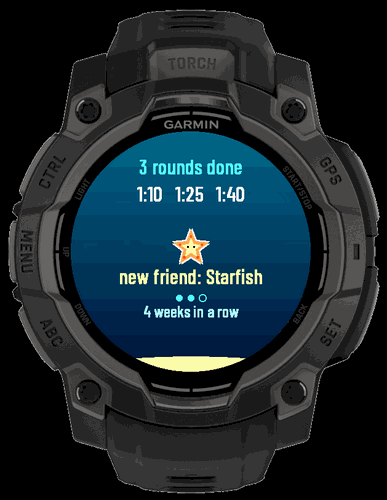 TORCH
GARMIN
CTRL
LIGHT
START/STOP
GPS
3 rounds done
1:10 1:25 1:40
MENU
UP
new friend: Starfish
4 weeks in a row
ABC
DOWN
BACK
SET